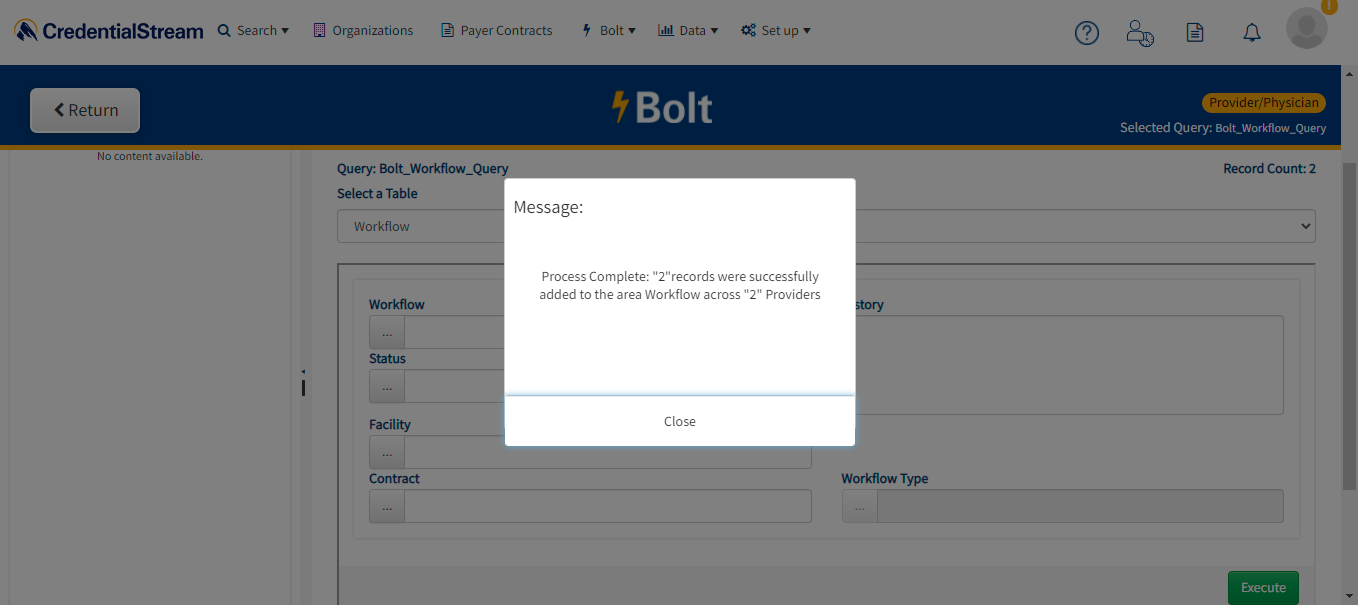 CredentialStream Search Organizations Payer Contracts Bolt Data Set up
!
Return
Bolt
Provider/Physician
Selected Query: Bolt_Workflow_Query
No content available.
Query: Bolt_Workflow_Query
Record Count: 2
Select a Table
Workflow
Message:
Process Complete: "2"records were successfully
added to the area Workflow across "2" Providers
Close
Workflow
story
...
Status
...
Facility
...
Contract
Workflow Type
...
...
Execute